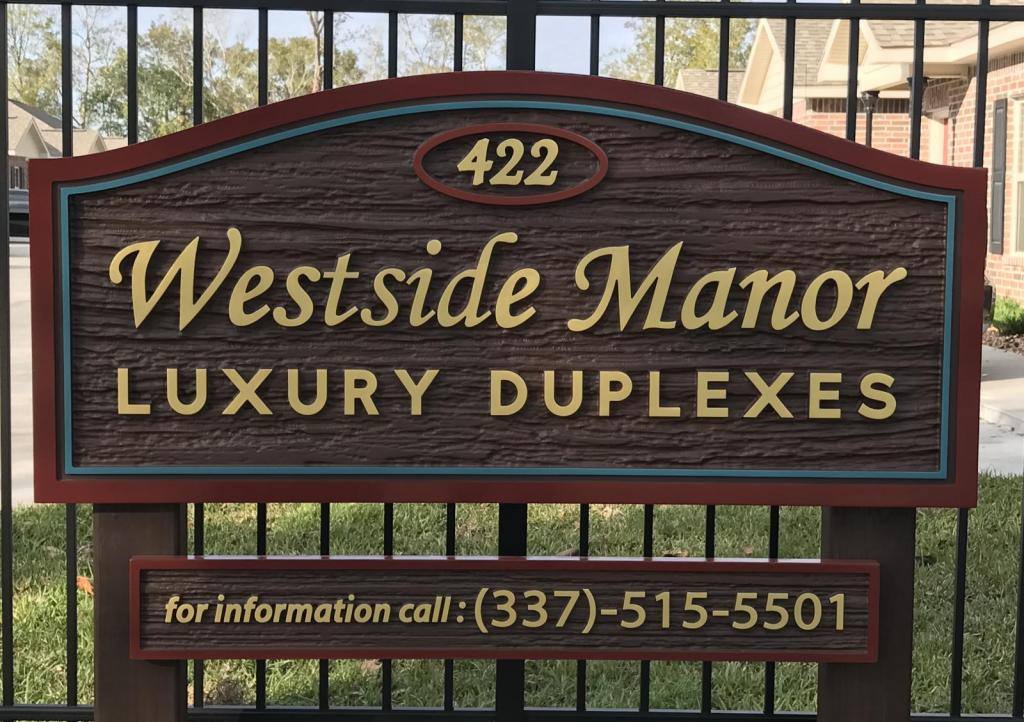 422
Westside Manor
LUXURY DUPLEXES
for information call : (337)-515-5501